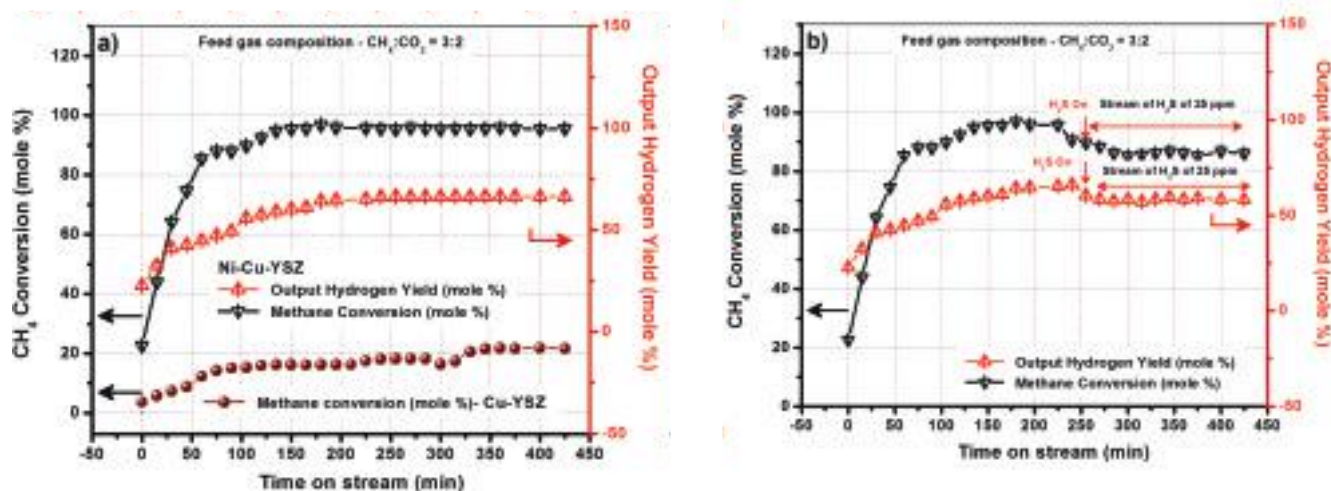 a)
Feed gas composition - CH₄:CO₂ = 3:2
CH₄ Conversion (mole %)
120
100
80
60
40
20
0
Output Hydrogen Yield (mole %)
150
100
50
0
-50
Ni-Cu-YSZ
Output Hydrogen Yield (mole %)
Methane Conversion (mole %)
Methane conversion (mole %)- Cu-YSZ
-50 0 50 100 150 200 250 300 350 400 450
Time on stream (min)
b)
Feed gas composition - CH₄:CO₂ = 3:2
CH₄ Conversion (mole %)
120
100
80
60
40
20
0
Output Hydrogen Yield (mole %)
150
100
50
0
-50
H₂S On
Stream of H₂S of 25 ppm
H₂S On
Stream of H₂S of 25 ppm
Output Hydrogen Yield (mole %)
Methane Conversion (mole %)
-50 0 50 100 150 200 250 300 350 400 450
Time on stream (min)